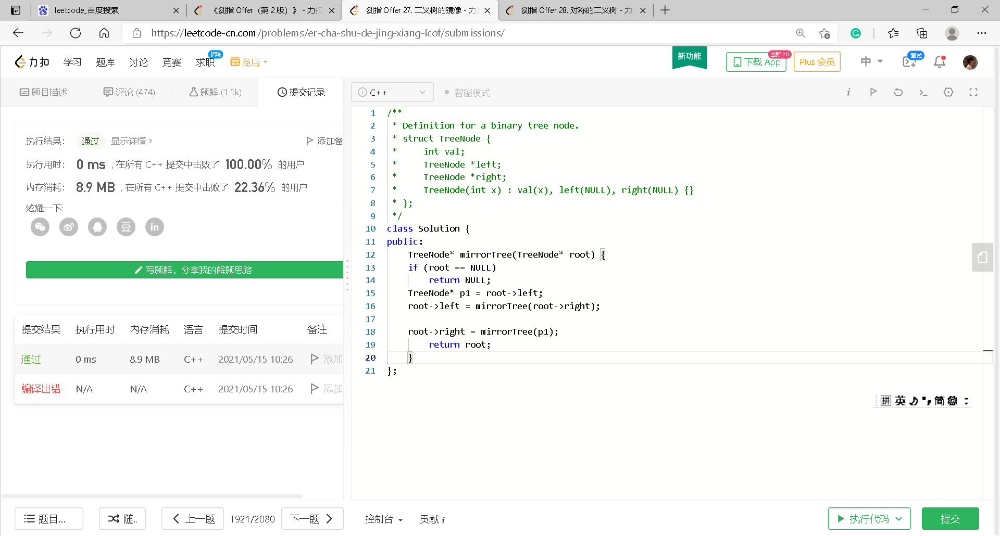 leetcode_百度搜索
《剑指 Offer（第 2 版）》 - 力扣
剑指 Offer 27. 二叉树的镜像 - 力扣
剑指 Offer 28. 对称的二叉树 - 力扣
https://leetcode-cn.com/problems/er-cha-shu-de-jing-xiang-lcof/submissions/
力扣 学习 题库 讨论 竞赛 求职 招聘 商店
新功能 下载 App 全新 2.0 Plus 会员 中 面试
题目描述 评论 (474) 题解 (1.1k) 提交记录
C++ 智能模式
执行结果： 通过 显示详情 › 添加备
执行用时： 0 ms , 在所有 C++ 提交中击败了 100.00% 的用户
内存消耗： 8.9 MB , 在所有 C++ 提交中击败了 22.36% 的用户
炫耀一下:
豆 in
写题解，分享我的解题思路
提交结果 执行用时 内存消耗 语言 提交时间 备注
通过 0 ms 8.9 MB C++ 2021/05/15 10:26 添加
编译出错 N/A N/A C++ 2021/05/15 10:26 添加
1 /**
2 * Definition for a binary tree node.
3 * struct TreeNode {
4 *     int val;
5 *     TreeNode *left;
6 *     TreeNode *right;
7 *     TreeNode(int x) : val(x), left(NULL), right(NULL) {}
8 * };
9 */
10 class Solution {
11 public:
12     TreeNode* mirrorTree(TreeNode* root) {
13     if (root == NULL)
14         return NULL;
15     TreeNode* p1 = root->left;
16     root->left = mirrorTree(root->right);
17
18     root->right = mirrorTree(p1);
19         return root;
20     }
21 };
拼 英 简
题目... 随.. 上一题 1921/2080 下一题
控制台 贡献 i 执行代码 提交